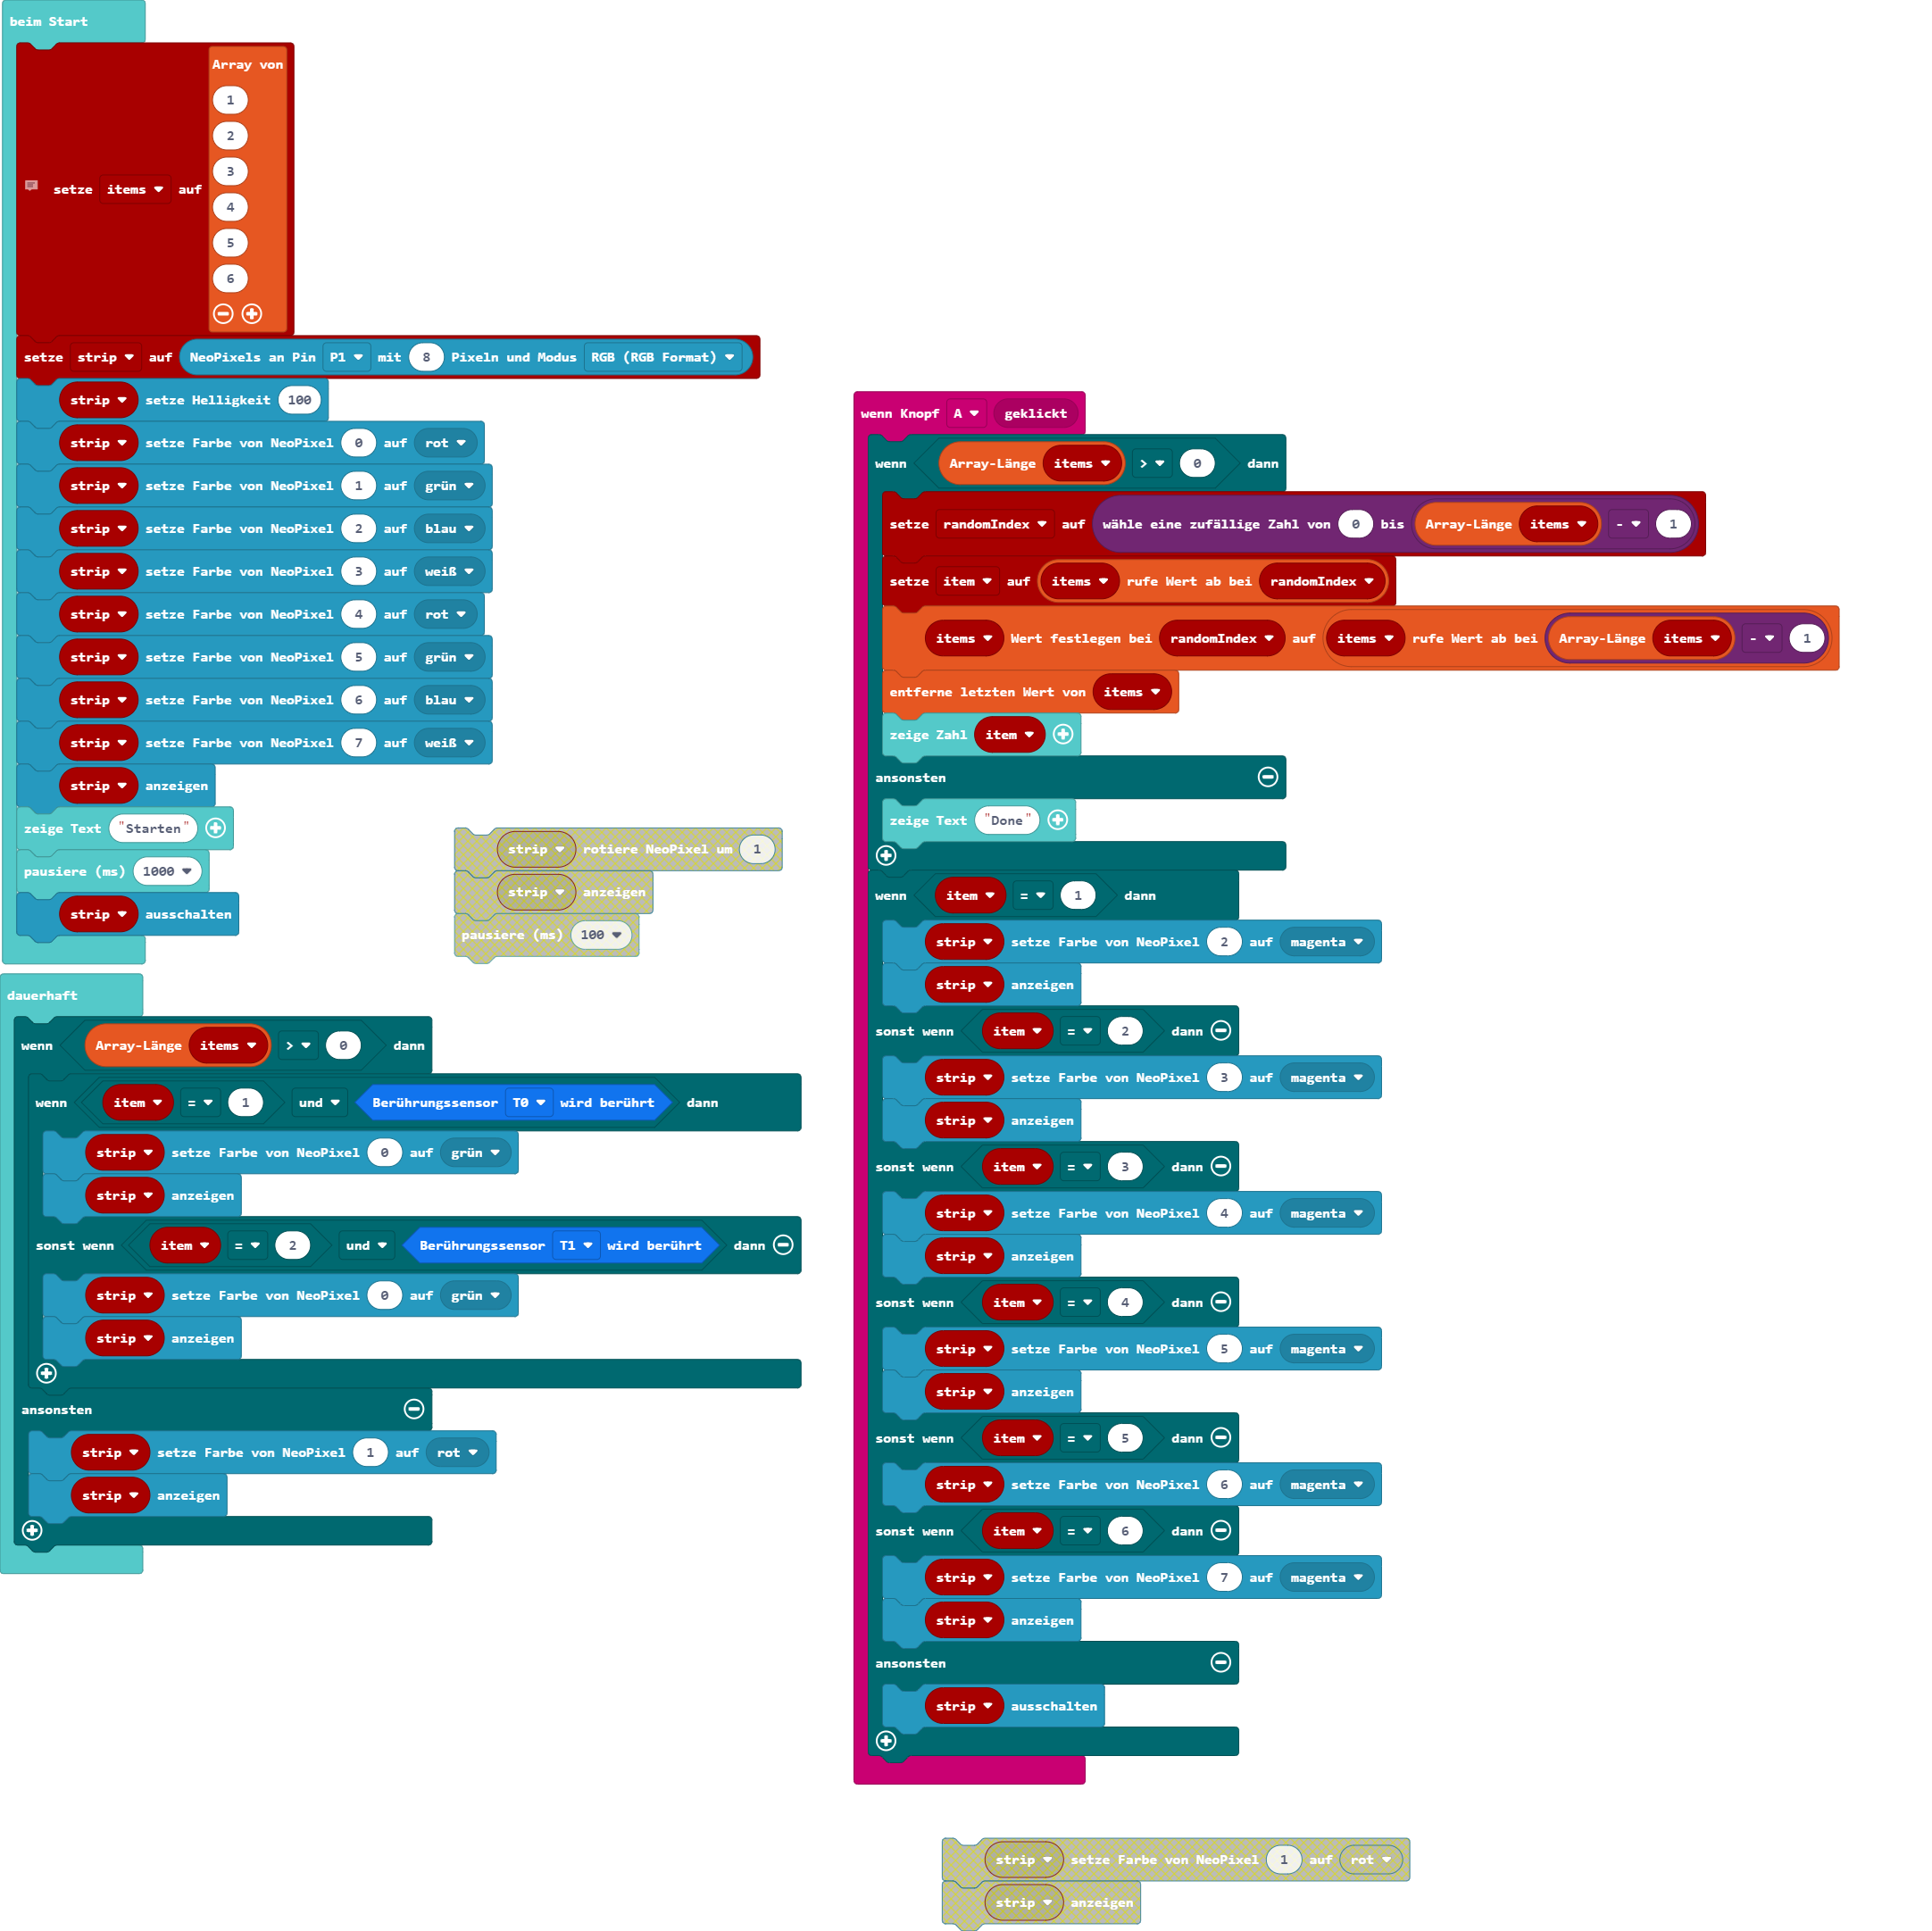 beim Start
Array von
1
2
3
4
5
6
setze items auf
setze strip auf NeoPixels an Pin P1 mit 8 Pixeln und Modus RGB (RGB Format)
strip setze Helligkeit 100
strip setze Farbe von NeoPixel 0 auf rot
strip setze Farbe von NeoPixel 1 auf grün
strip setze Farbe von NeoPixel 2 auf blau
strip setze Farbe von NeoPixel 3 auf weiß
strip setze Farbe von NeoPixel 4 auf rot
strip setze Farbe von NeoPixel 5 auf grün
strip setze Farbe von NeoPixel 6 auf blau
strip setze Farbe von NeoPixel 7 auf weiß
strip anzeigen
zeige Text "Starten"
pausiere (ms) 1000
strip ausschalten
strip rotiere NeoPixel um 1
strip anzeigen
pausiere (ms) 100
dauerhaft
wenn Array-Länge items > 0 dann
wenn item = 1 und Berührungssensor T0 wird berührt dann
strip setze Farbe von NeoPixel 0 auf grün
strip anzeigen
sonst wenn item = 2 und Berührungssensor T1 wird berührt dann
strip setze Farbe von NeoPixel 0 auf grün
strip anzeigen
ansonsten
strip setze Farbe von NeoPixel 1 auf rot
strip anzeigen
wenn Knopf A geklickt
wenn Array-Länge items > 0 dann
setze randomIndex auf wähle eine zufällige Zahl von 0 bis Array-Länge items - 1
setze item auf items rufe Wert ab bei randomIndex
items Wert festlegen bei randomIndex auf items rufe Wert ab bei Array-Länge items - 1
entferne letzten Wert von items
zeige Zahl item
ansonsten
zeige Text "Done"
wenn item = 1 dann
strip setze Farbe von NeoPixel 2 auf magenta
strip anzeigen
sonst wenn item = 2 dann
strip setze Farbe von NeoPixel 3 auf magenta
strip anzeigen
sonst wenn item = 3 dann
strip setze Farbe von NeoPixel 4 auf magenta
strip anzeigen
sonst wenn item = 4 dann
strip setze Farbe von NeoPixel 5 auf magenta
strip anzeigen
sonst wenn item = 5 dann
strip setze Farbe von NeoPixel 6 auf magenta
sonst wenn item = 6 dann
strip setze Farbe von NeoPixel 7 auf magenta
strip anzeigen
ansonsten
strip ausschalten
strip setze Farbe von NeoPixel 1 auf rot
strip anzeigen